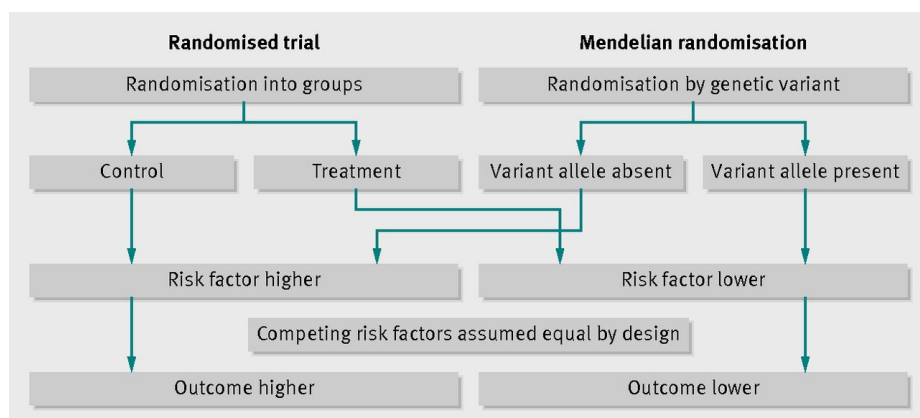 Randomised trial
Mendelian randomisation
Randomisation into groups
Randomisation by genetic variant
Control
Treatment
Variant allele absent
Variant allele present
Risk factor higher
Risk factor lower
Competing risk factors assumed equal by design
Outcome higher
Outcome lower